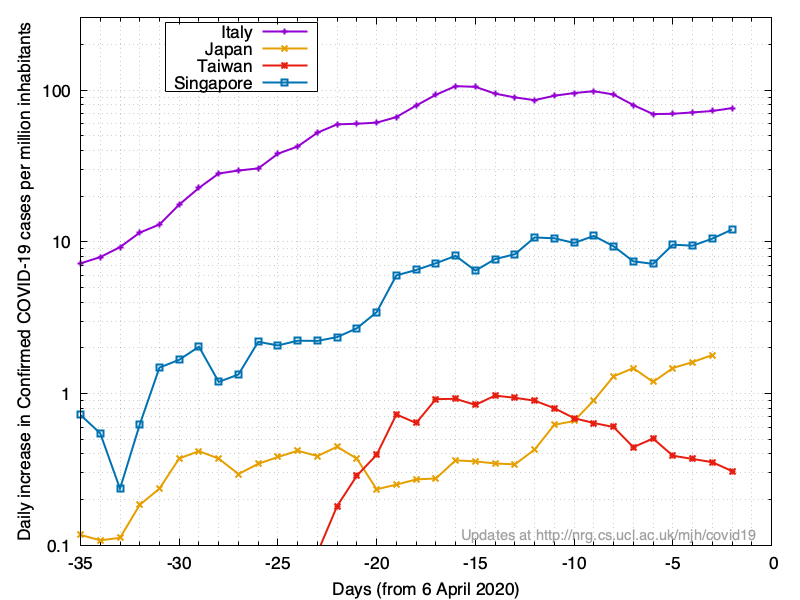 Daily increase in Confirmed COVID-19 cases per million inhabitants
Italy
Japan
Taiwan
Singapore
100
10
1
0.1
Updates at http://nrg.cs.ucl.ac.uk/mjh/covid19
-35 -30 -25 -20 -15 -10 -5 0
Days (from 6 April 2020)